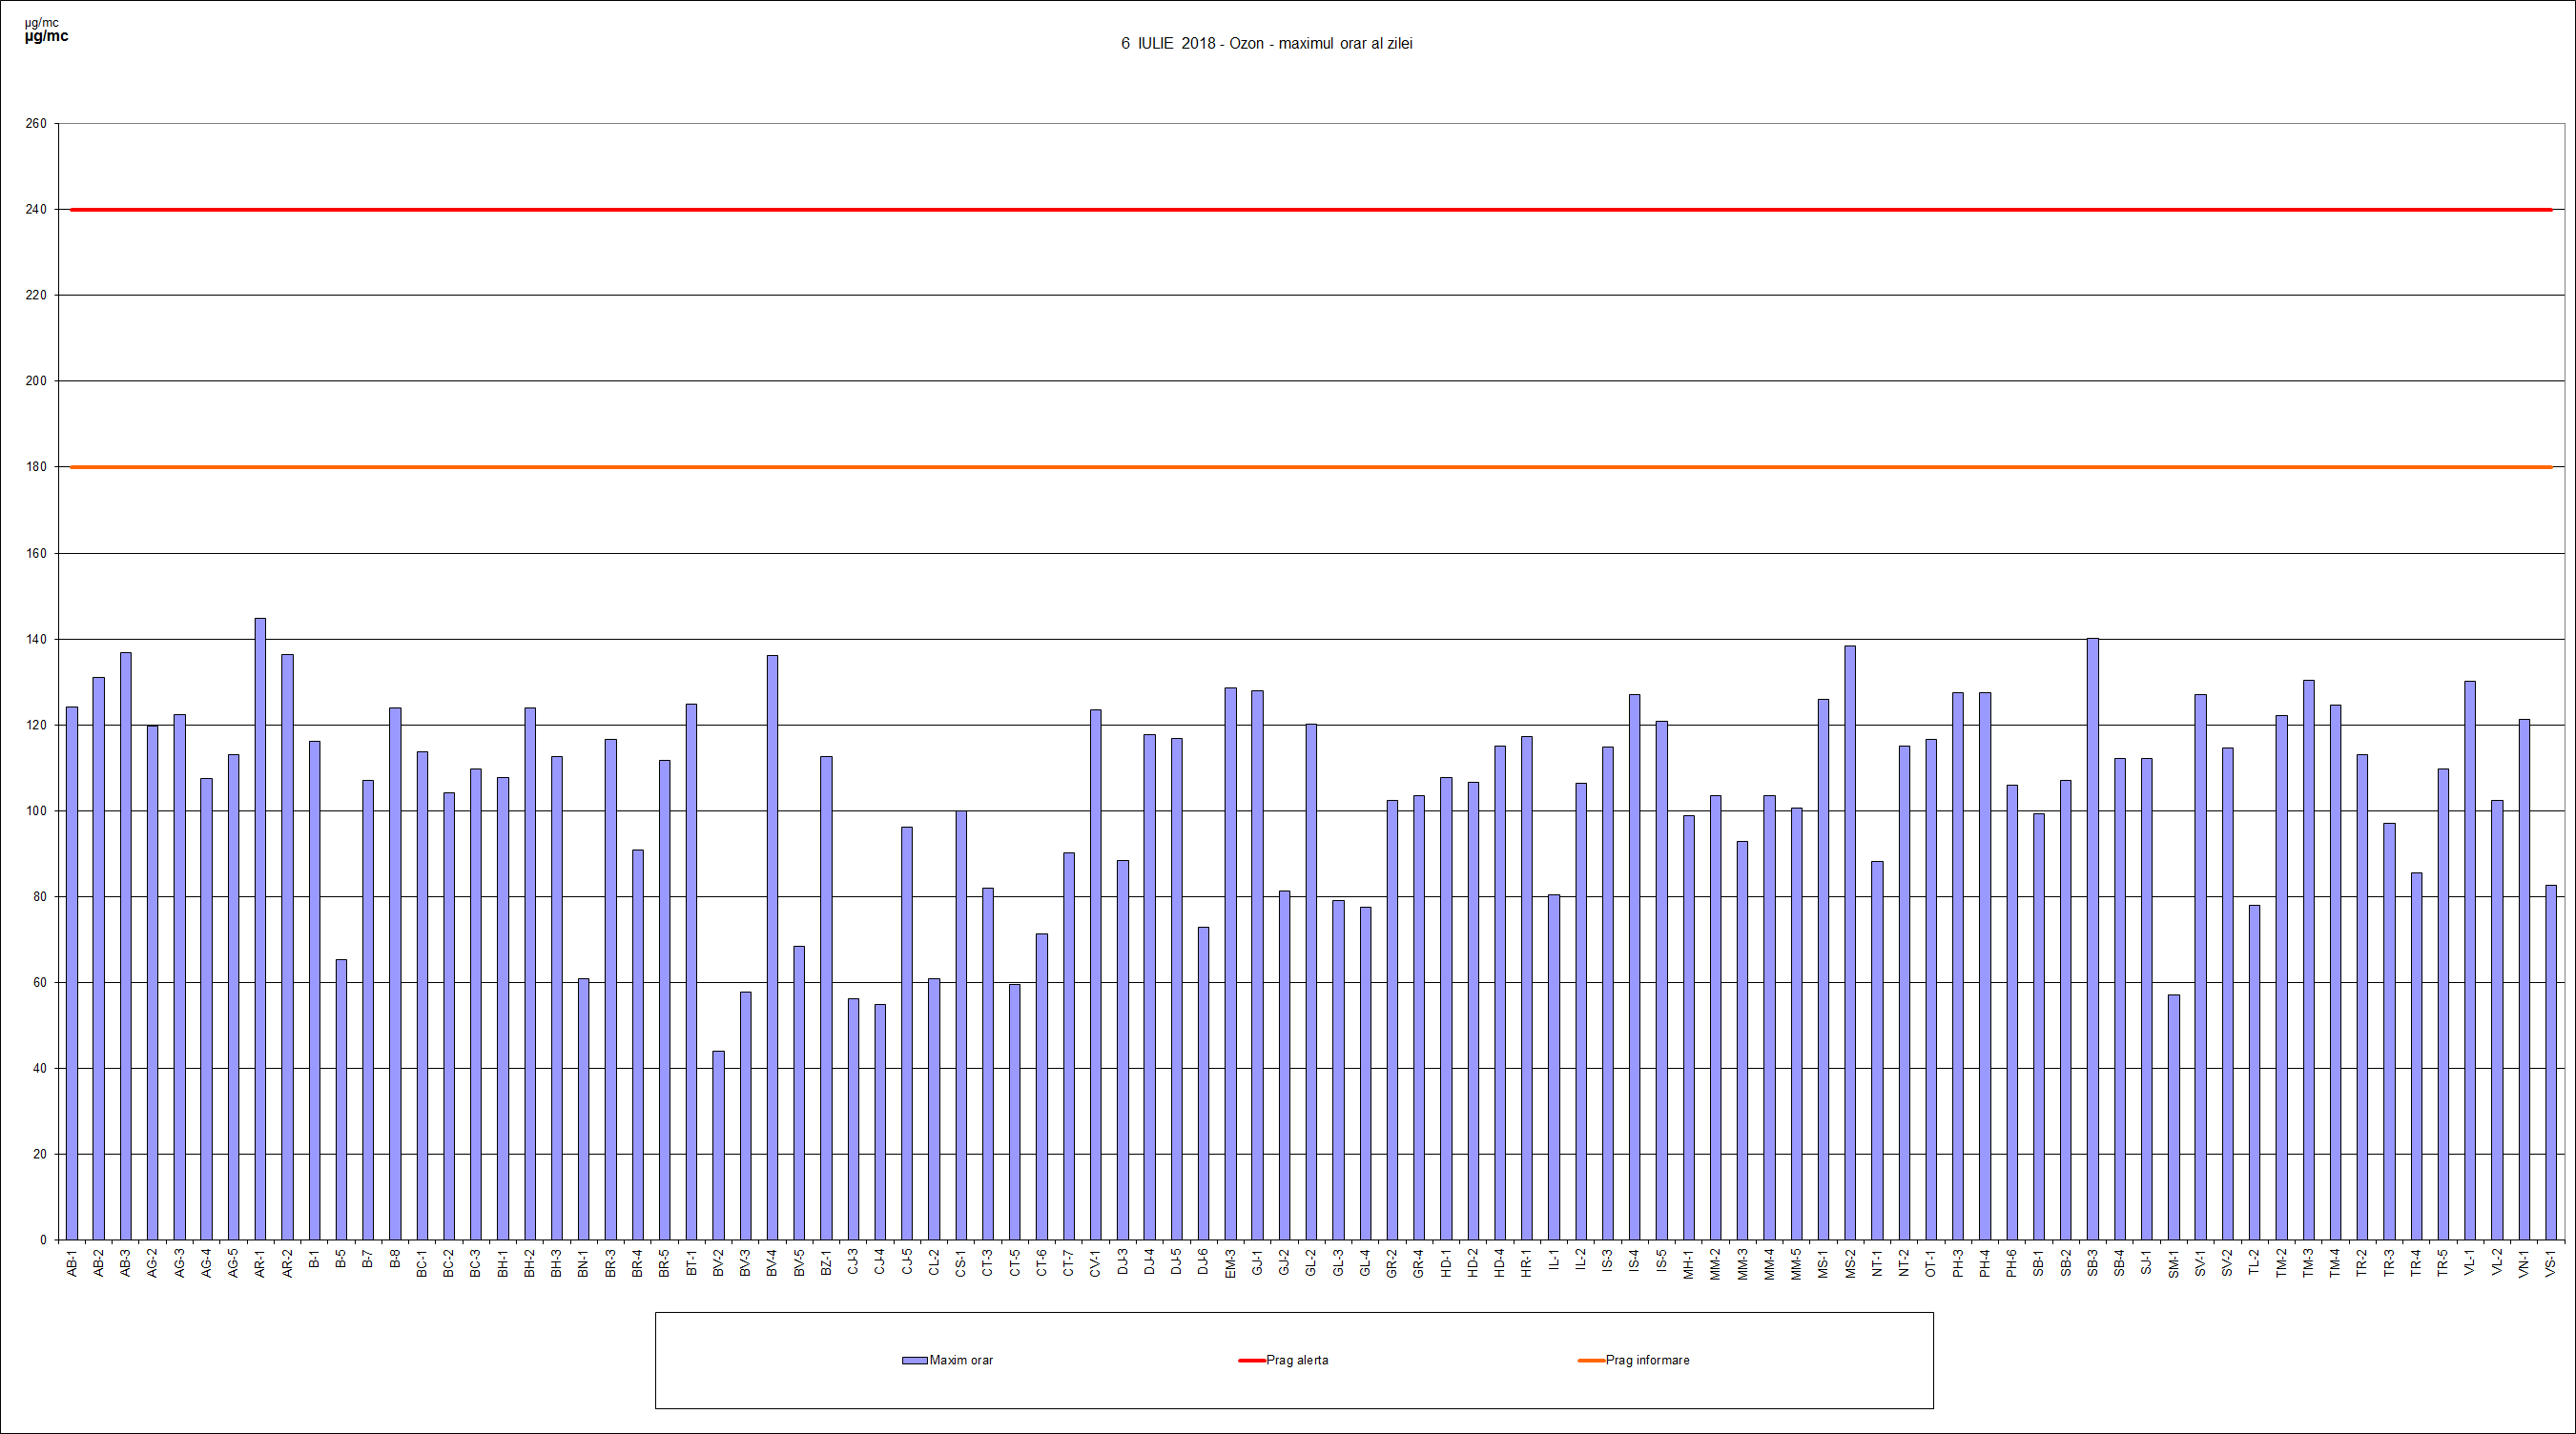 µg/mc
µg/mc
6 IULIE 2018 - Ozon - maximul orar al zilei
260
240
220
200
180
160
140
120
100
80
60
40
20
0
AB-1 AB-2 AB-3 AG-2 AG-3 AG-4 AG-5 AR-1 AR-2 B-1 B-5 B-7 B-8 BC-1 BC-2 BC-3 BH-1 BH-2 BH-3 BN-1 BR-3 BR-4 BR-5 BT-1 BV-2 BV-3 BV-4 BV-5 BZ-1 CJ-3 CJ-4 CJ-5 CL-2 CS-1 CT-3 CT-5 CT-6 CT-7 CV-1 DJ-3 DJ-4 DJ-5 DJ-6 EM-3 GJ-1 GJ-2 GL-2 GL-3 GL-4 GR-2 GR-4 HD-1 HD-2 HD-4 HR-1 IL-1 IL-2 IS-3 IS-4 IS-5 MH-1 MM-2 MM-3 MM-4 MM-5 MS-1 MS-2 NT-1 NT-2 OT-1 PH-3 PH-4 PH-6 SB-1 SB-2 SB-3 SB-4 SJ-1 SM-1 SV-1 SV-2 TL-2 TM-2 TM-3 TM-4 TR-2 TR-3 TR-4 TR-5 VL-1 VL-2 VN-1 VS-1
Maxim orar Prag alerta Prag informare